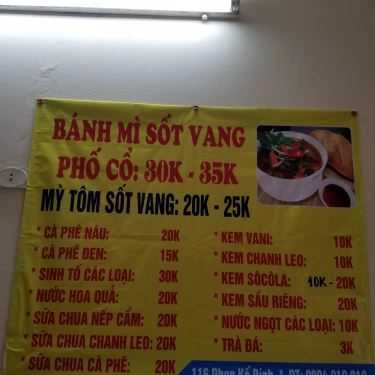 BÁNH MÌ SỐT VANG
PHỐ CỔ: 30K - 35K
MỲ TÔM SỐT VANG: 20K - 25K
* CÀ PHÊ NÂU: 20K
* CÀ PHÊ ĐEN: 15K
* SINH TỐ CÁC LOẠI: 30K
* NƯỚC HOA QUẢ: 20K
* SỮA CHUA NẾP CẨM: 20K
* SỮA CHUA CHANH LEO: 20K
* SỮA CHUA CÀ PHÊ: 20K
* KEM VANI: 10K
* KEM CHANH LEO: 10K
* KEM SÔCÔLA: 10K - 20K
* KEM SẦU RIÊNG: 20K
* NƯỚC NGỌT CÁC LOẠI: 10K
* TRÀ ĐÁ: 3K